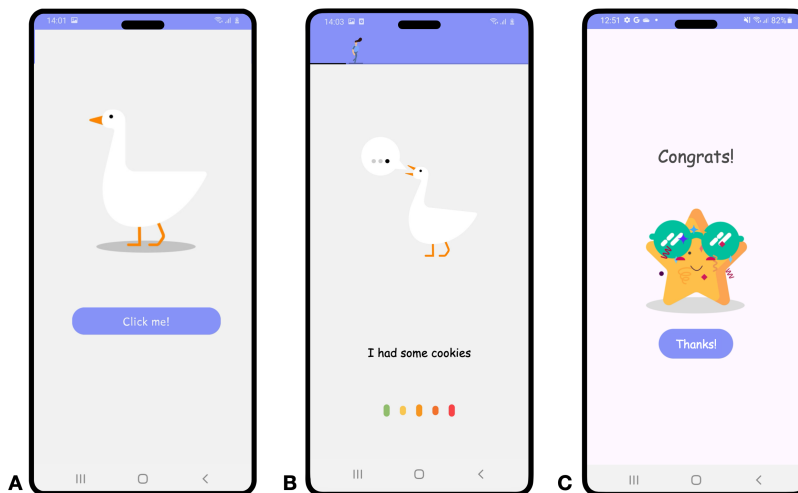 14:01
Click me!
A
14:03
I had some cookies
B
12:51 G 82%
Congrats!
Thanks!
C